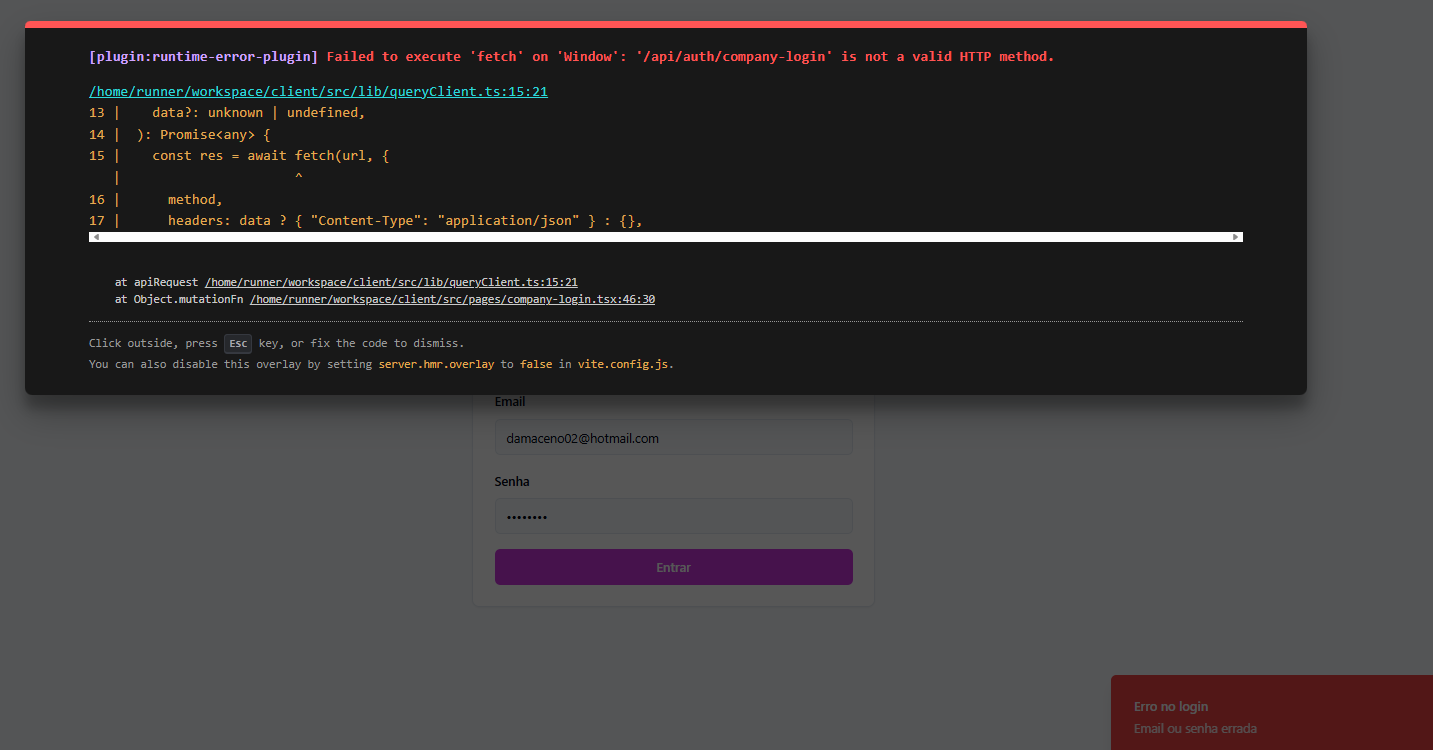 [plugin:runtime-error-plugin] Failed to execute 'fetch' on 'Window': '/api/auth/company-login' is not a valid HTTP method.
/home/runner/workspace/client/src/lib/queryClient.ts:15:21
13 |    data?: unknown | undefined,
14 |  ): Promise<any> {
15 |    const res = await fetch(url, {
   |                      ^
16 |      method,
17 |      headers: data ? { "Content-Type": "application/json" } : {},
at apiRequest /home/runner/workspace/client/src/lib/queryClient.ts:15:21
at Object.mutationFn /home/runner/workspace/client/src/pages/company-login.tsx:46:30
Click outside, press Esc key, or fix the code to dismiss.
You can also disable this overlay by setting server.hmr.overlay to false in vite.config.js.
Email
damaceno02@hotmail.com
Senha
••••••••
Entrar
Erro no login
Email ou senha errada